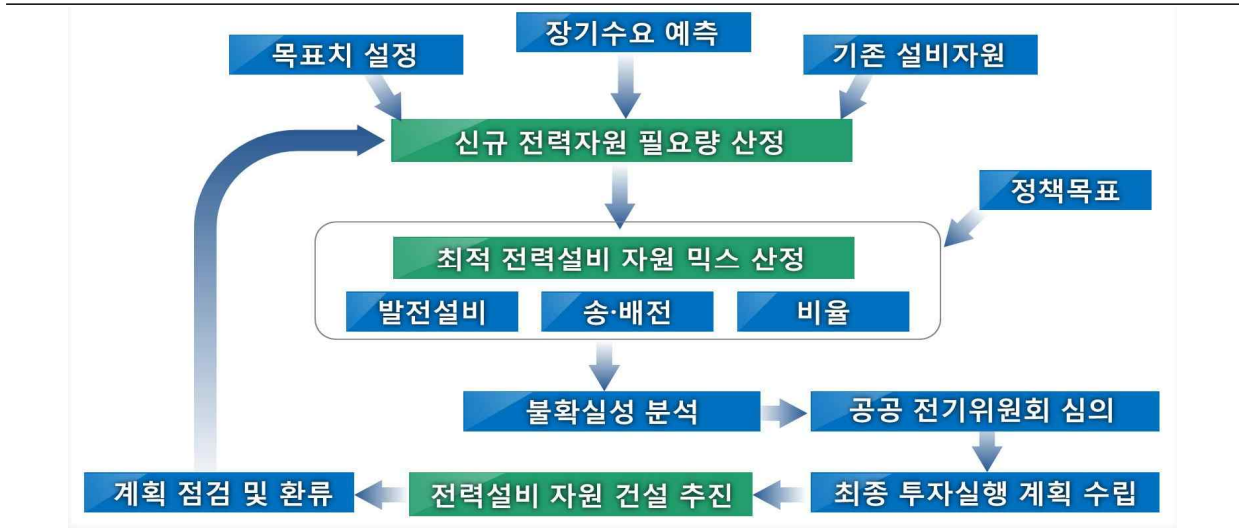 장기수요 예측
목표치 설정
기존 설비자원
신규 전력자원 필요량 산정
정책목표
최적 전력설비 자원 믹스 산정
발전설비
송·배전
비율
불확실성 분석
공공 전기위원회 심의
계획 점검 및 환류
전력설비 자원 건설 추진
최종 투자실행 계획 수립